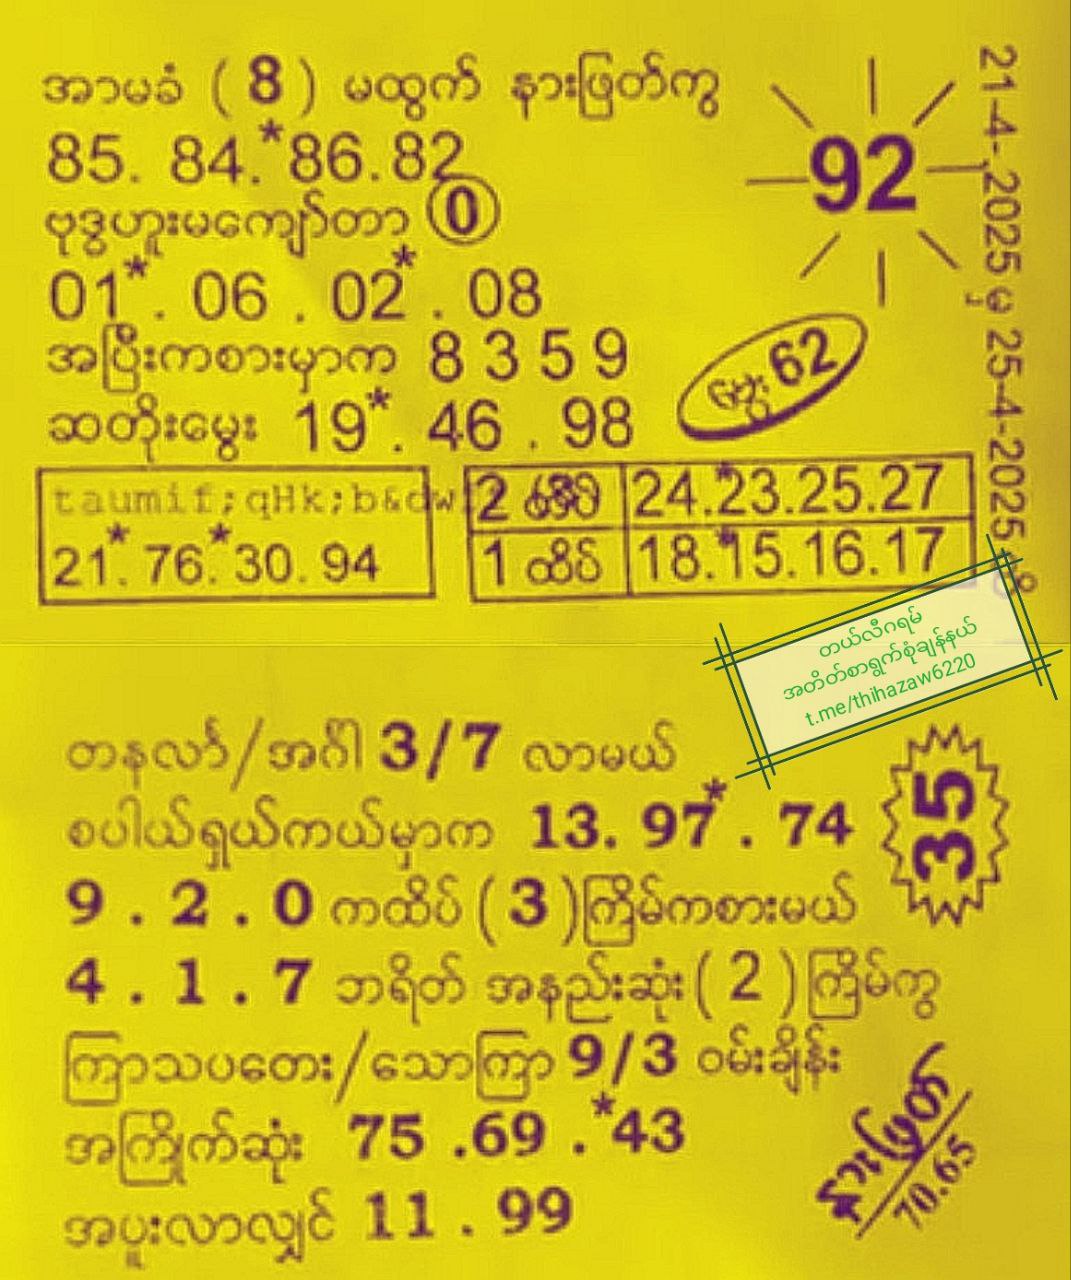 အာမခံ ( 8 ) မထွက် နားဖြတ်ကွ
85. 84.*86.82
ဗုဒ္ဓဟူးမကျော်တာ 0
01* . 06 . 02* . 08
အပြီးကစားမှာက 8 3 5 9
ဆတိုးမွေး 19* . 46 . 98
92
မွေး 62
21-4-2025 မှ 25-4-2025
taumif;qHk;b&dw
21*. 76.*30. 94
2 ထိပ် 24.*23.25.27
1 ထိပ် 18.*15.16.17
တယ်လီဂရမ်
အတိတ်စာရွက်စုံချန်နယ်
t.me/thihazaw6220
တနင်္လာ/အင်္ဂါ 3/7 လာမယ်
စပါယ်ရှယ်ကယ်မှာက 13. 97* . 74
35
9 . 2 . 0 ကထိပ် ( 3 )ကြိမ်ကစားမယ်
4 . 1 . 7 ဘရိတ် အနည်းဆုံး ( 2 ) ကြိမ်ကွ
ကြာသပတေး/သောကြာ 9/3 ဝမ်းချိန်း
အကြိုက်ဆုံး 75 .69 .*43
အပူးလာလျှင် 11 . 99
နားဖြတ်
70.65